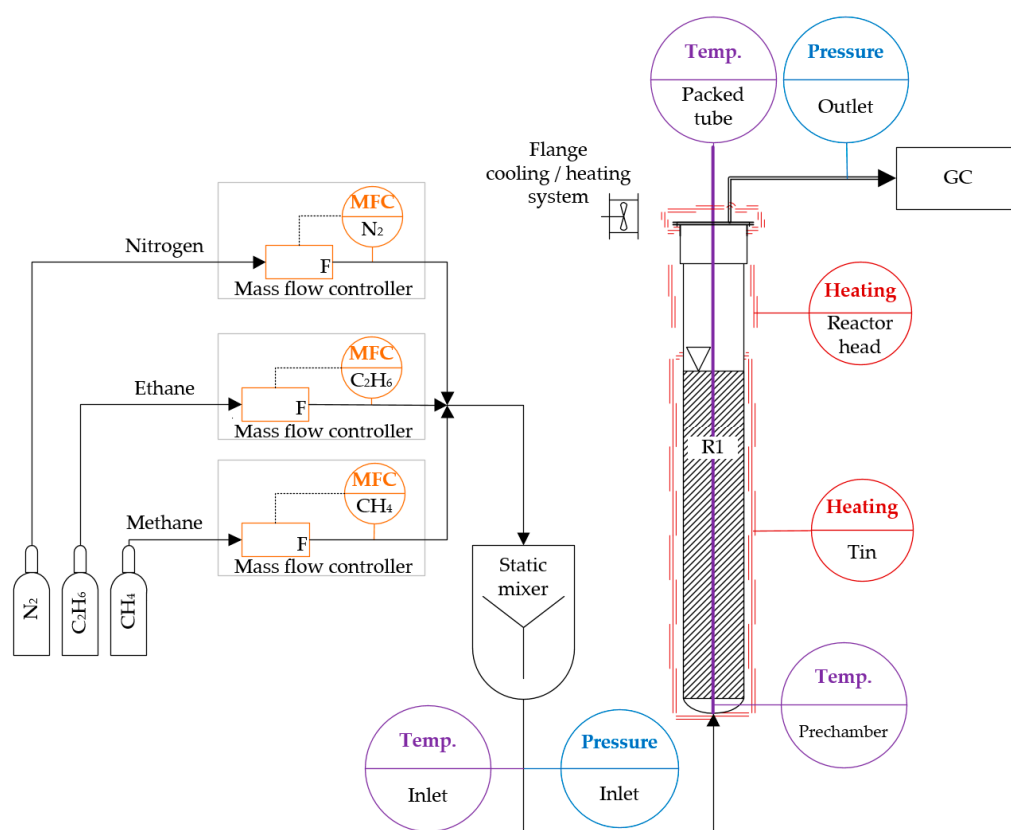 Temp.
Packed
tube
Pressure
Outlet
Flange
cooling / heating
system
GC
MFC
N₂
Nitrogen
F
Mass flow controller
Heating
Reactor
head
MFC
C₂H₆
Ethane
F
Mass flow controller
R1
MFC
CH₄
Methane
F
Mass flow controller
Heating
Tin
Static
mixer
N₂
C₂H₆
CH₄
Temp.
Prechamber
Temp.
Inlet
Pressure
Inlet